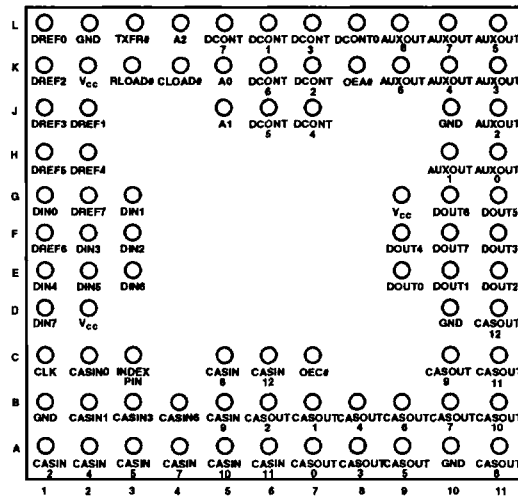 L
DREF0 GND TXFR# A2 DCONT DCONT DCONT DCONT0 AUXOUT AUXOUT AUXOUT
7 1 3 8 7 5
K
DREF2 Vcc RLOAD# CLOAD# A0 DCONT DCONT OEA# AUXOUT AUXOUT AUXOUT
6 2 6 4 3
J
DREF3 DREF1 A1 DCONT DCONT GND AUXOUT
5 4 2
H
DREF5 DREF4 AUXOUT AUXOUT
1 0
G
DIN0 DREF7 DIN1 Vcc DOUT6 DOUT5
F
DREF6 DIN3 DIN2 DOUT4 DOUT7 DOUT3
E
DIN4 DIN5 DIN6 DOUT0 DOUT1 DOUT2
D
DIN7 Vcc GND CASOUT
12
C
CLK CASIN0 INDEX CASIN CASIN OEC# CASOUT CASOUT
PIN 8 12 9 11
B
GND CASIN1 CASIN3 CASIN6 CASIN CASOUT CASOUT CASOUT CASOUT CASOUT CASOUT
9 2 1 4 6 7 10
A
CASIN CASIN CASIN CASIN CASIN CASIN CASOUT CASOUT CASOUT GND CASOUT
2 4 5 7 10 11 0 3 5 8
1 2 3 4 5 6 7 8 9 10 11